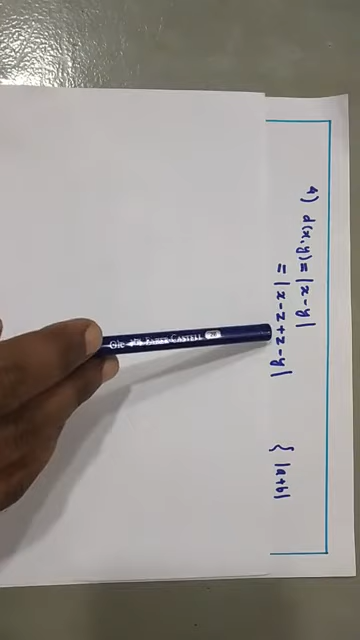 4) d(x,y) = |x-y|
= |x-z+z-y| { |a+b|
FABER-CASTELL